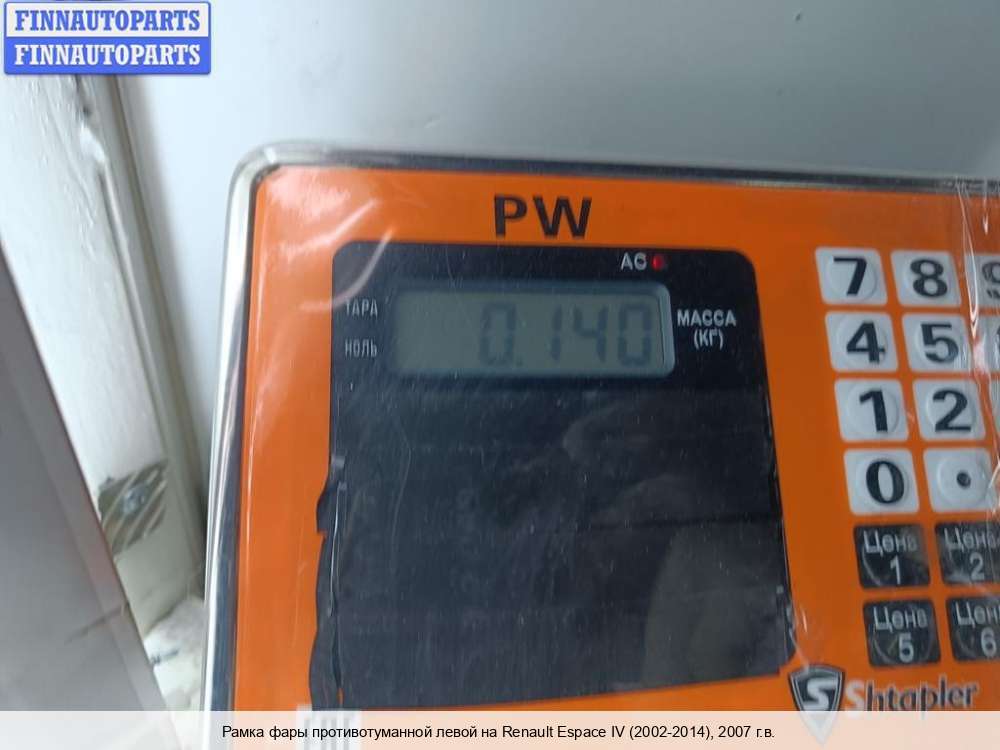 FINNAUTOPARTS
FINNAUTOPARTS
PW
AC
ТАРА
НОЛЬ
0.140
МАССА
(КГ)
7 8 9
4 5
1 2
0 .
Цена 1
Цена 2
Цена 5
Цена 6
S Shtapler
Рамка фары противотуманной левой на Renault Espace IV (2002-2014), 2007 г.в.